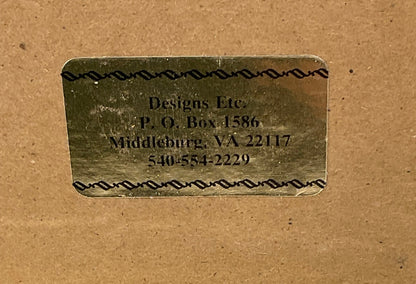 Designs Etc.
P. O. Box 1586
Middleburg, VA 22117
540-554-2229